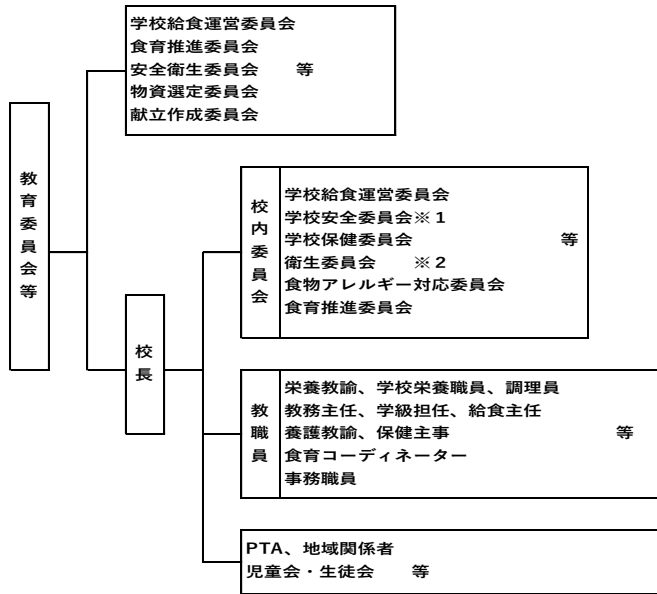 学校給食運営委員会
食育推進委員会
安全衛生委員会　　等
物資選定委員会
献立作成委員会
教育委員会等
校長
校内委員会
学校給食運営委員会
学校安全委員会※１
学校保健委員会　　等
衛生委員会　　※２
食物アレルギー対応委員会
食育推進委員会
教職員
栄養教諭、学校栄養職員、調理員
教務主任、学級担任、給食主任
養護教諭、保健主事　　等
食育コーディネーター
事務職員
PTA、地域関係者
児童会・生徒会　　等